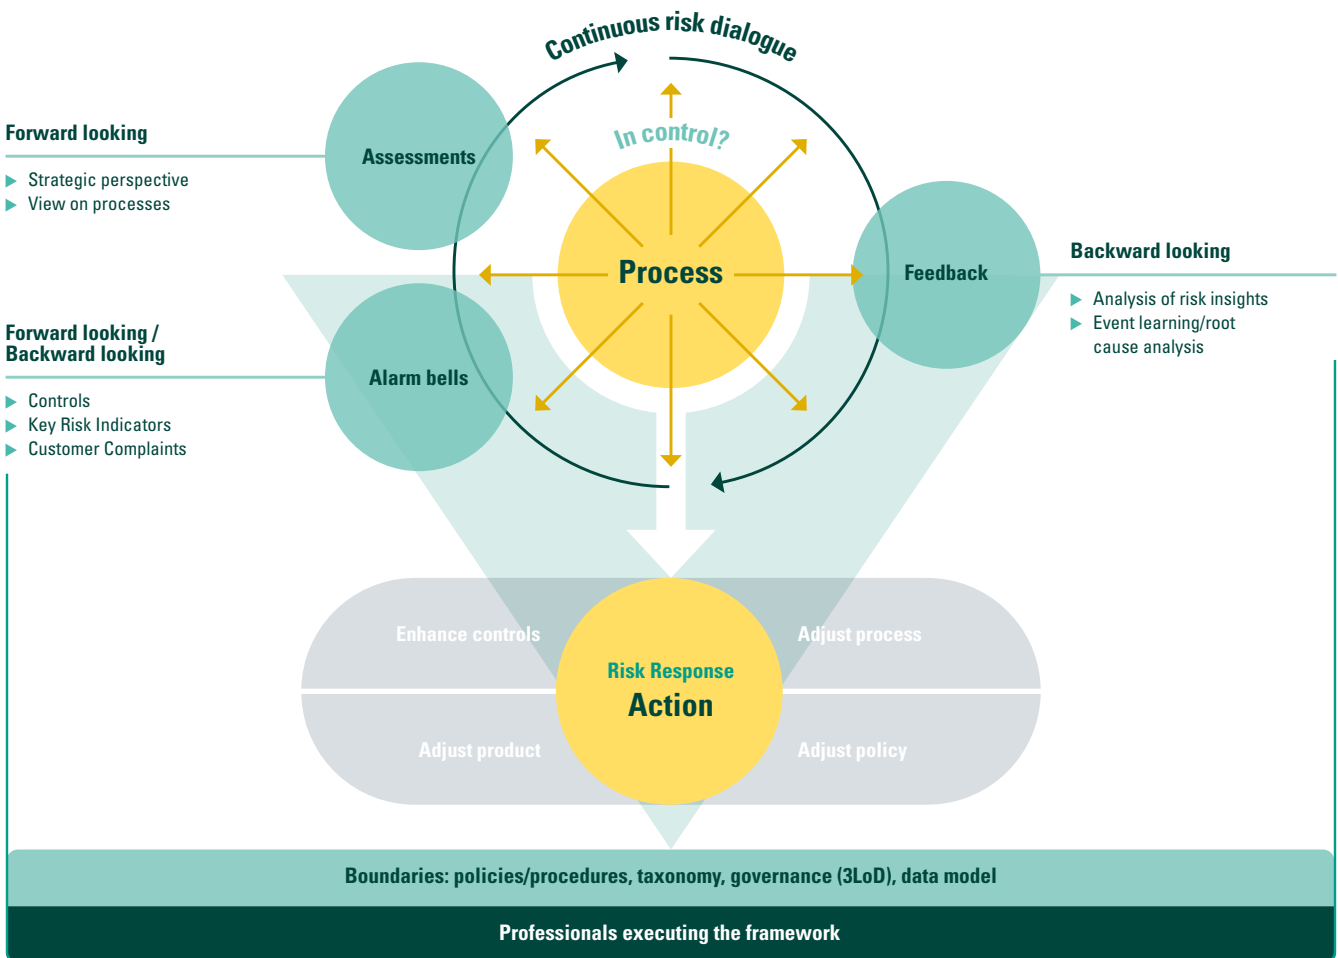 Continuous risk dialogue
In control?
Forward looking
Strategic perspective
View on processes
Assessments
Process
Feedback
Backward looking
Analysis of risk insights
Event learning/root
cause analysis
Forward looking /
Backward looking
Controls
Key Risk Indicators
Customer Complaints
Alarm bells
Enhance controls
Adjust process
Risk Response
Action
Adjust product
Adjust policy
Boundaries: policies/procedures, taxonomy, governance (3LoD), data model
Professionals executing the framework